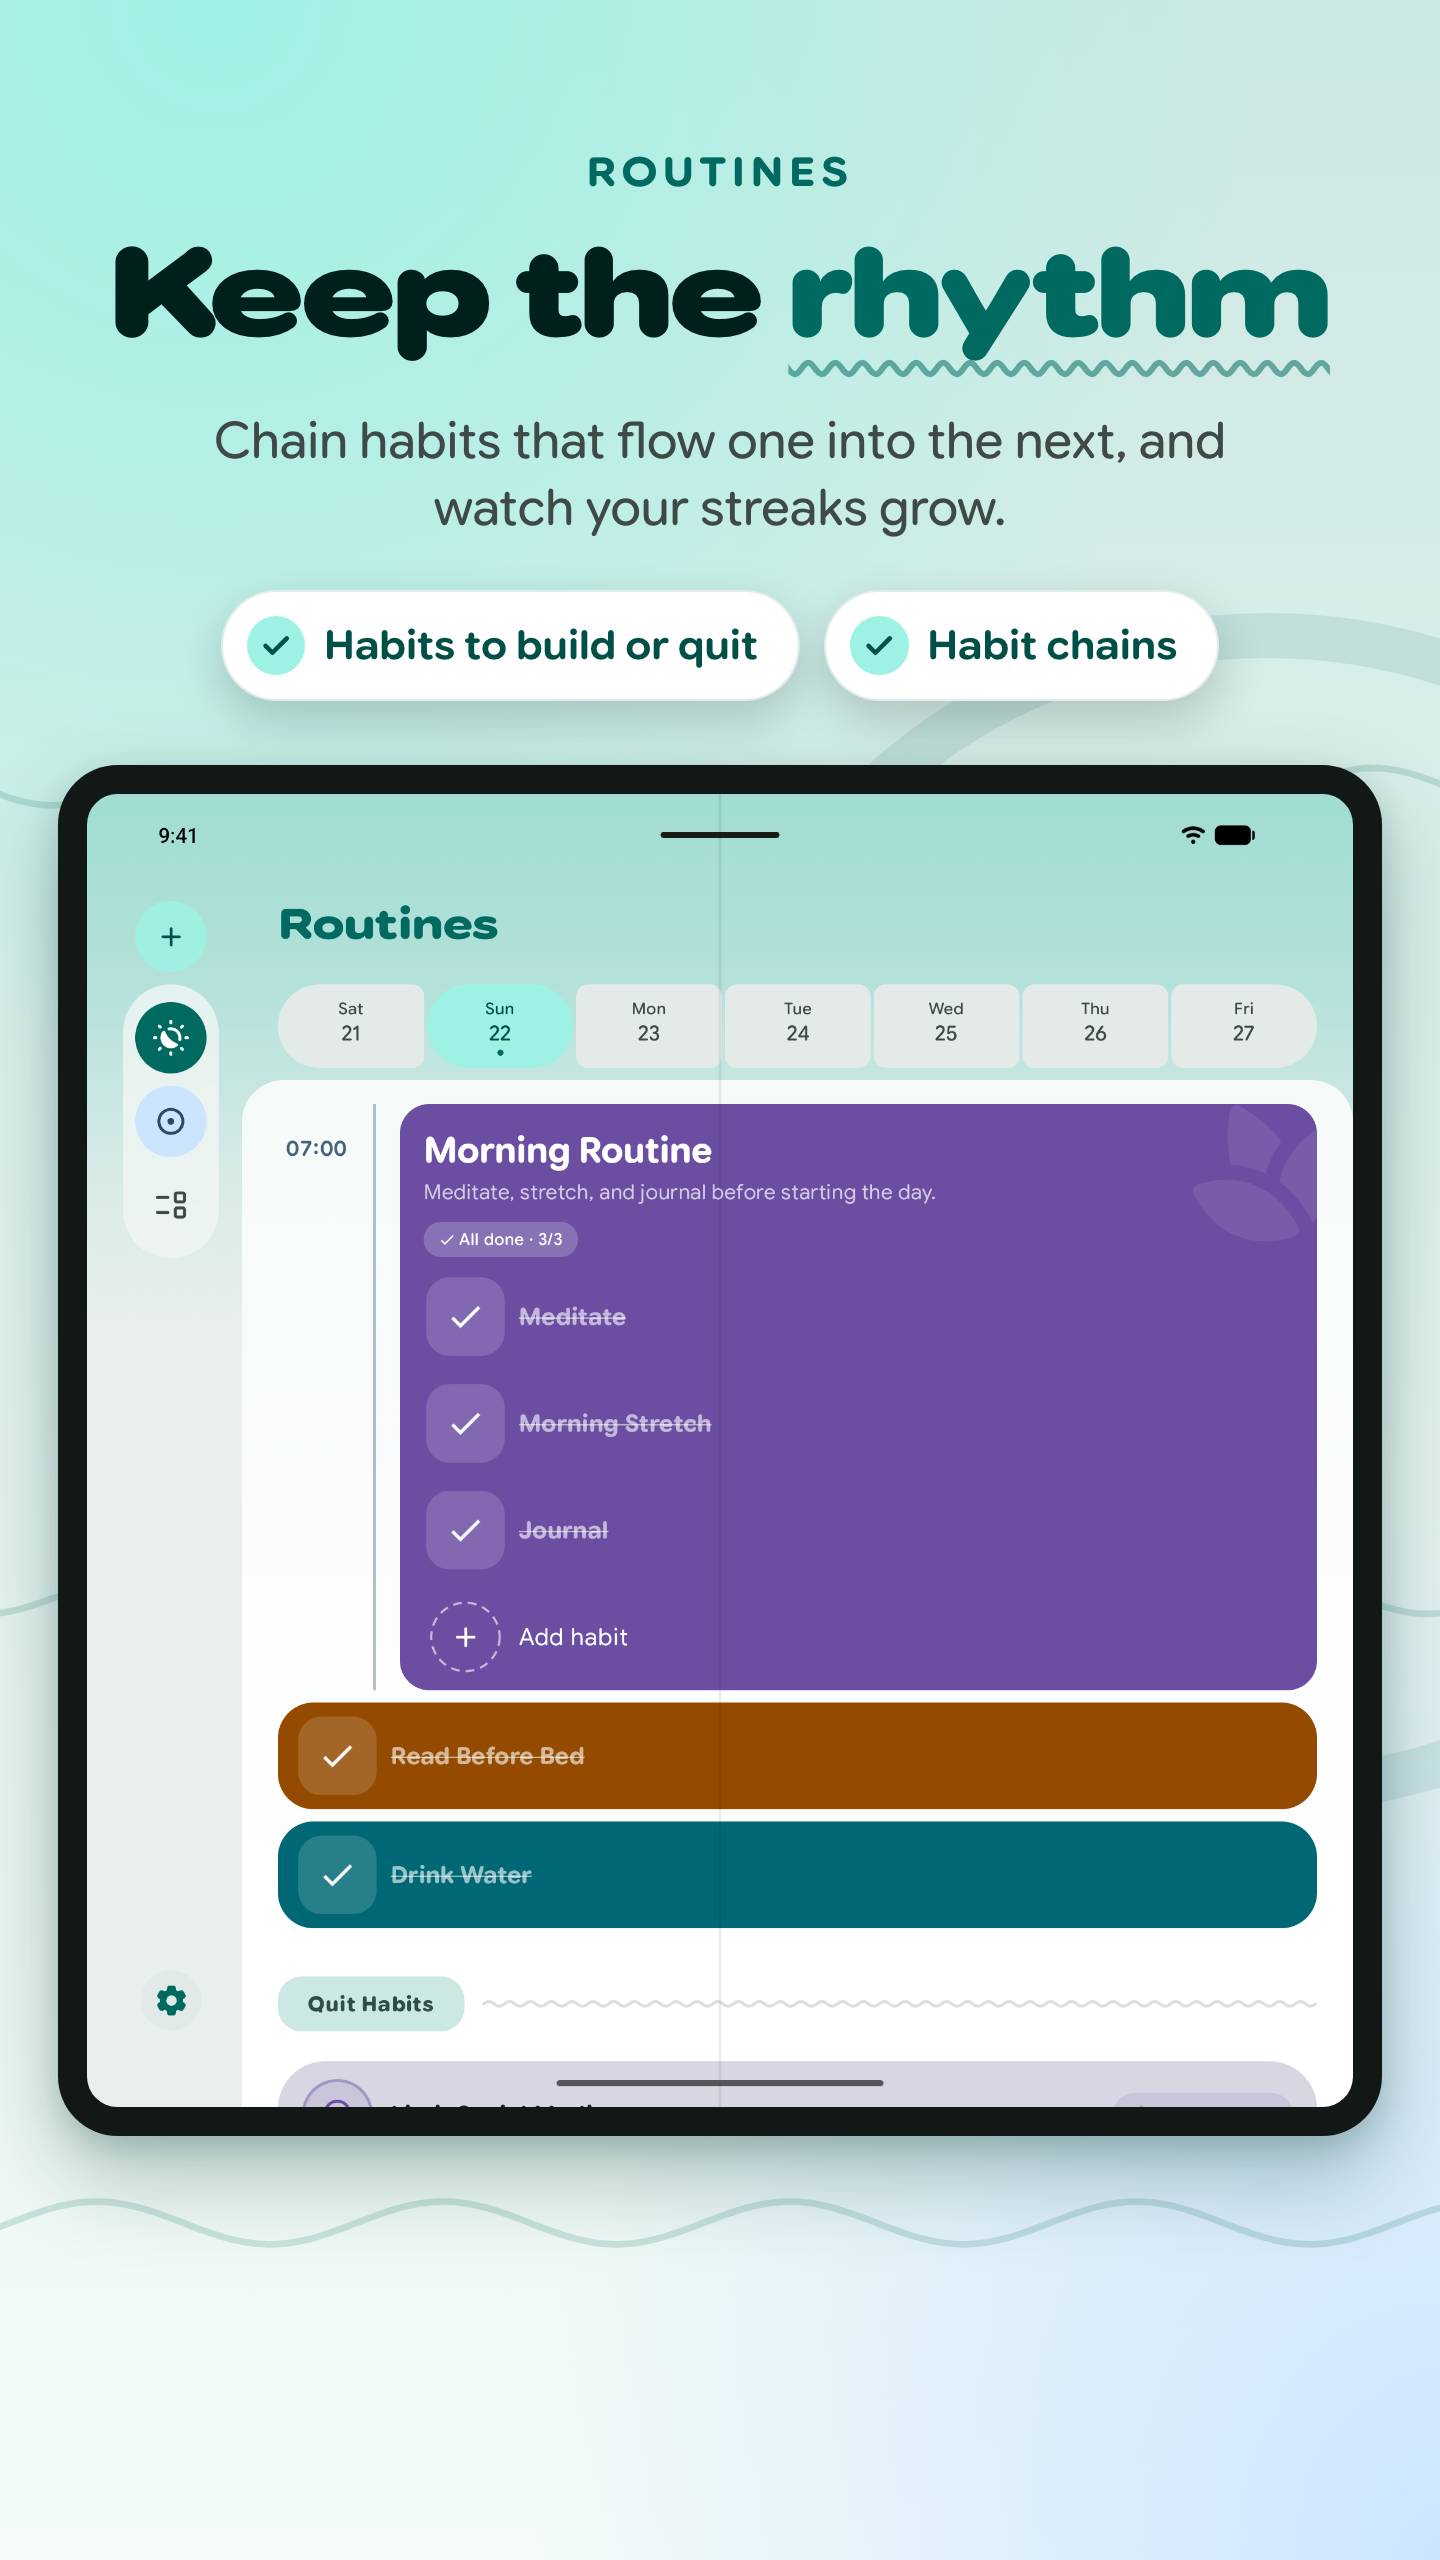 ROUTINES
Keep the rhythm
Chain habits that flow one into the next, and
watch your streaks grow.
Habits to build or quit
Habit chains
9:41
Routines
Sat
21
Sun
22
Mon
23
Tue
24
Wed
25
Thu
26
Fri
27
07:00
Morning Routine
Meditate, stretch, and journal before starting the day.
All done · 3/3
Meditate
Morning Stretch
Journal
Add habit
Read Before Bed
Drink Water
Quit Habits